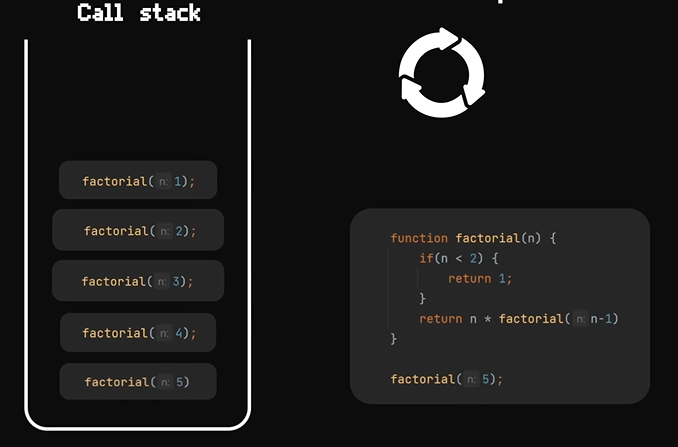 Call stack
factorial( n: 1);
factorial( n: 2);
factorial( n: 3);
factorial( n: 4);
factorial( n: 5)
function factorial(n) {
if(n < 2) {
return 1;
}
return n * factorial( n: n-1)
}
factorial( n: 5);